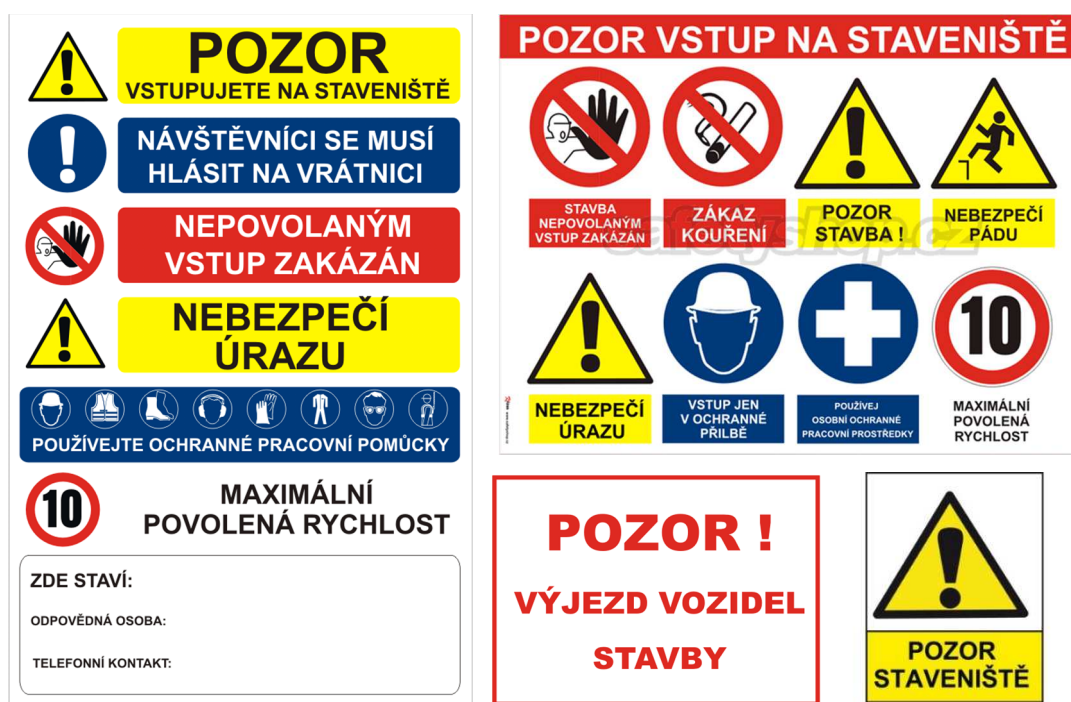 POZOR
VSTUPUJETE NA STAVENIŠTĚ
NÁVŠTĚVNÍCI SE MUSÍ
HLÁSIT NA VRÁTNICI
NEPOVOLANÝM
VSTUP ZAKÁZÁN
NEBEZPEČÍ
ÚRAZU
POUŽÍVEJTE OCHRANNÉ PRACOVNÍ POMŮCKY
10
MAXIMÁLNÍ
POVOLENÁ RYCHLOST
ZDE STAVÍ:
ODPOVĚDNÁ OSOBA:
TELEFONNÍ KONTAKT:
POZOR VSTUP NA STAVENIŠTĚ
STAVBA
NEPOVOLANÝM
VSTUP ZAKÁZÁN
ZÁKAZ
KOUŘENÍ
POZOR
STAVBA !
NEBEZPEČÍ
PÁDU
safetyshop.cz
NEBEZPEČÍ
ÚRAZU
VSTUP JEN
V OCHRANNÉ
PŘILBĚ
POUŽÍVEJ
OSOBNÍ OCHRANNÉ
PRACOVNÍ PROSTŘEDKY
10
MAXIMÁLNÍ
POVOLENÁ
RYCHLOST
POZOR !
VÝJEZD VOZIDEL
STAVBY
POZOR
STAVENIŠTĚ